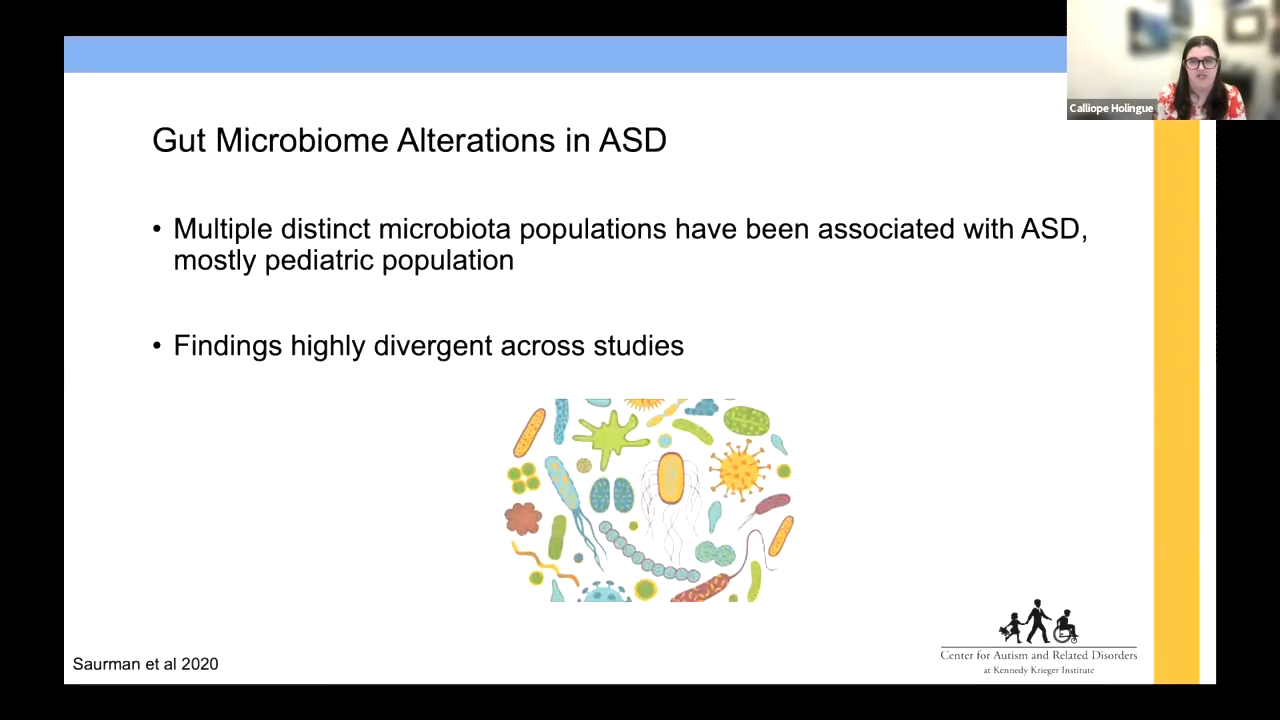 Calliope Holingue
Gut Microbiome Alterations in ASD
• Multiple distinct microbiota populations have been associated with ASD,
mostly pediatric population
• Findings highly divergent across studies
Center for Autism and Related Disorders
at Kennedy Krieger Institute
Saurman et al 2020